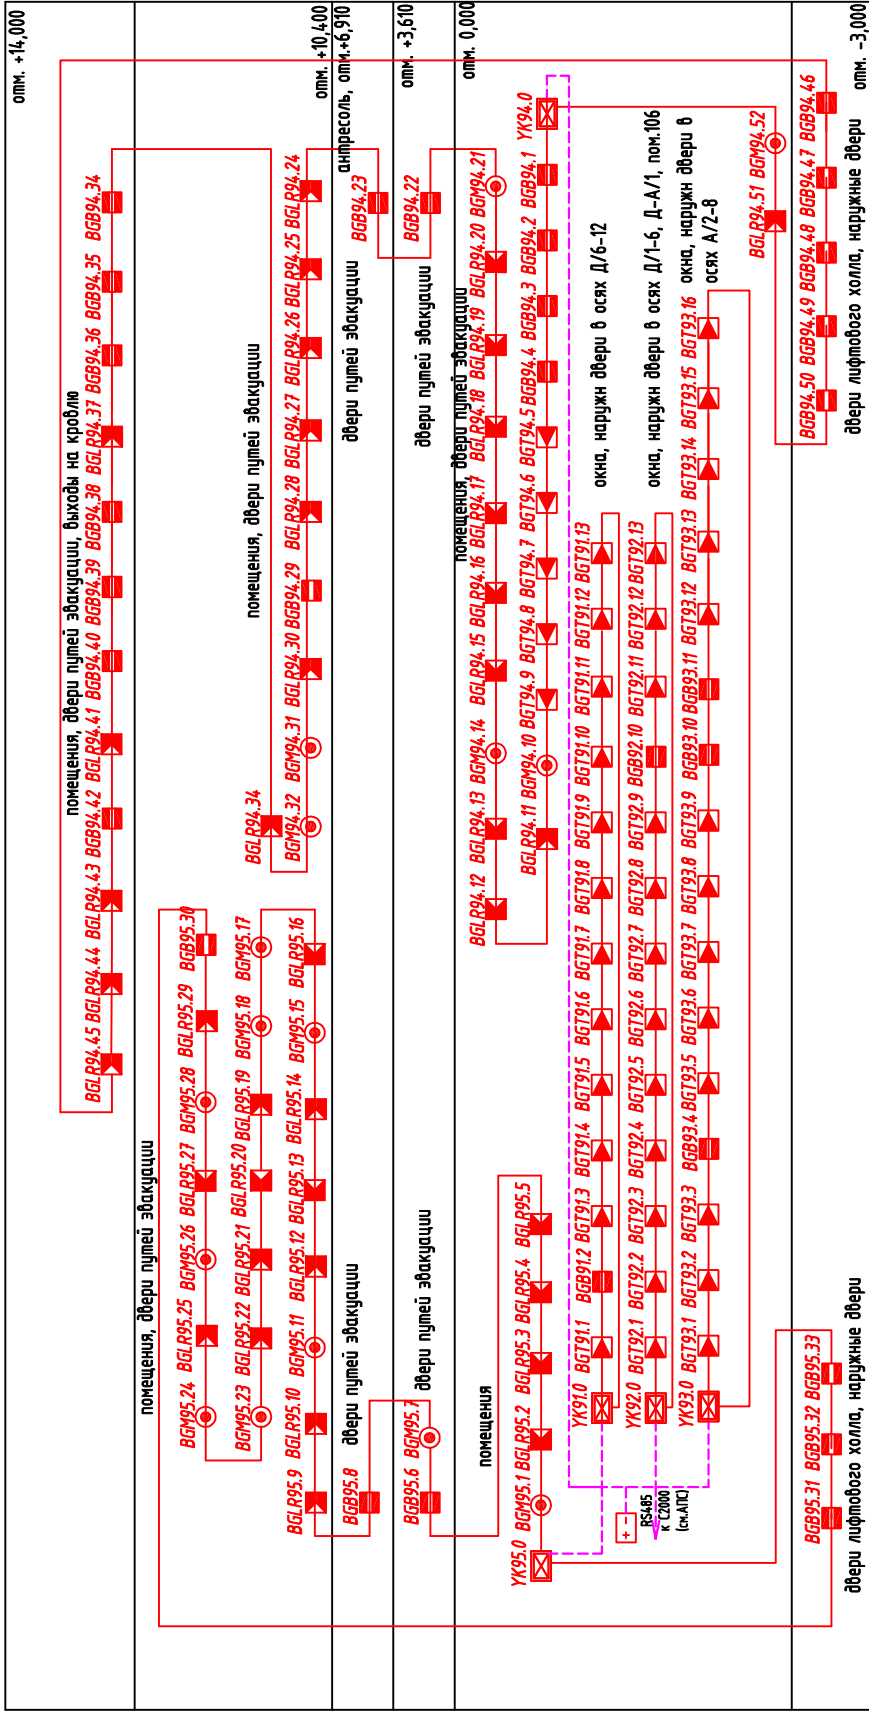 отм. +14,000
помещения, двери путей эвакуации, выходы на кровлю
BGLR94.45 BGLR94.44 BGLR94.43 BGB94.42 BGLR94.41 BGB94.40 BGB94.39 BGB94.38 BGLR94.37 BGB94.36 BGB94.35 BGB94.34
помещения, двери путей эвакуации
BGM95.24 BGLR95.25 BGM95.26 BGLR95.27 BGM95.28 BGLR95.29 BGB95.30
BGM95.23 BGLR95.22 BGLR95.21 BGLR95.20 BGLR95.19 BGM95.18 BGM95.17
BGLR94.34
помещения, двери путей эвакуации
BGLR95.9 BGLR95.10 BGM95.11 BGLR95.12 BGLR95.13 BGLR95.14 BGM95.15 BGLR95.16
BGM94.32 BGM94.31 BGLR94.30 BGB94.29 BGLR94.28 BGLR94.27 BGLR94.26 BGLR94.25 BGLR94.24
отм. +10,400
антресоль, отм.+6,910
BGB95.8 двери путей эвакуации
двери путей эвакуации BGB94.23
отм. +3,610
BGB95.6 BGM95.7 двери путей эвакуации
двери путей эвакуации BGB94.22
отм. 0,000
помещения, двери путей эвакуации
BGLR94.12 BGLR94.13 BGM94.14 BGLR94.15 BGLR94.16 BGLR94.17 BGLR94.18 BGLR94.19 BGLR94.20 BGM94.21
помещения
YK95.0 BGM95.1 BGLR95.2 BGLR95.3 BGLR95.4 BGLR95.5
BGLR94.11 BGM94.10 BGT94.9 BGT94.8 BGT94.7 BGT94.6 BGT94.5 BGB94.4 BGB94.3 BGB94.2 BGB94.1 YK94.0
YK91.0 BGT91.1 BGB91.2 BGT91.3 BGT91.4 BGT91.5 BGT91.6 BGT91.7 BGT91.8 BGT91.9 BGT91.10 BGT91.11 BGT91.12 BGT91.13
окна, наружн двери в осях Д/6-12
+ -
RS485
к С2000
(см.АПС)
YK92.0 BGT92.1 BGT92.2 BGT92.3 BGT92.4 BGT92.5 BGT92.6 BGT92.7 BGT92.8 BGT92.9 BGB92.10 BGT92.11 BGT92.12 BGT92.13
окна, наружн двери в осях Д/1-6, Д-А/1, пом.106
YK93.0 BGT93.1 BGT93.2 BGT93.3 BGB93.4 BGT93.5 BGT93.6 BGT93.7 BGT93.8 BGT93.9 BGB93.10 BGB93.11 BGT93.12 BGT93.13 BGT93.14 BGT93.15 BGT93.16
окна, наружн двери в
осях А/2-8
BGLR94.51 BGM94.52
BGB95.31 BGB95.32 BGB95.33
BGB94.50 BGB94.49 BGB94.48 BGB94.47 BGB94.46
двери лифтового холла, наружные двери
двери лифтового холла, наружные двери
отм. -3,000